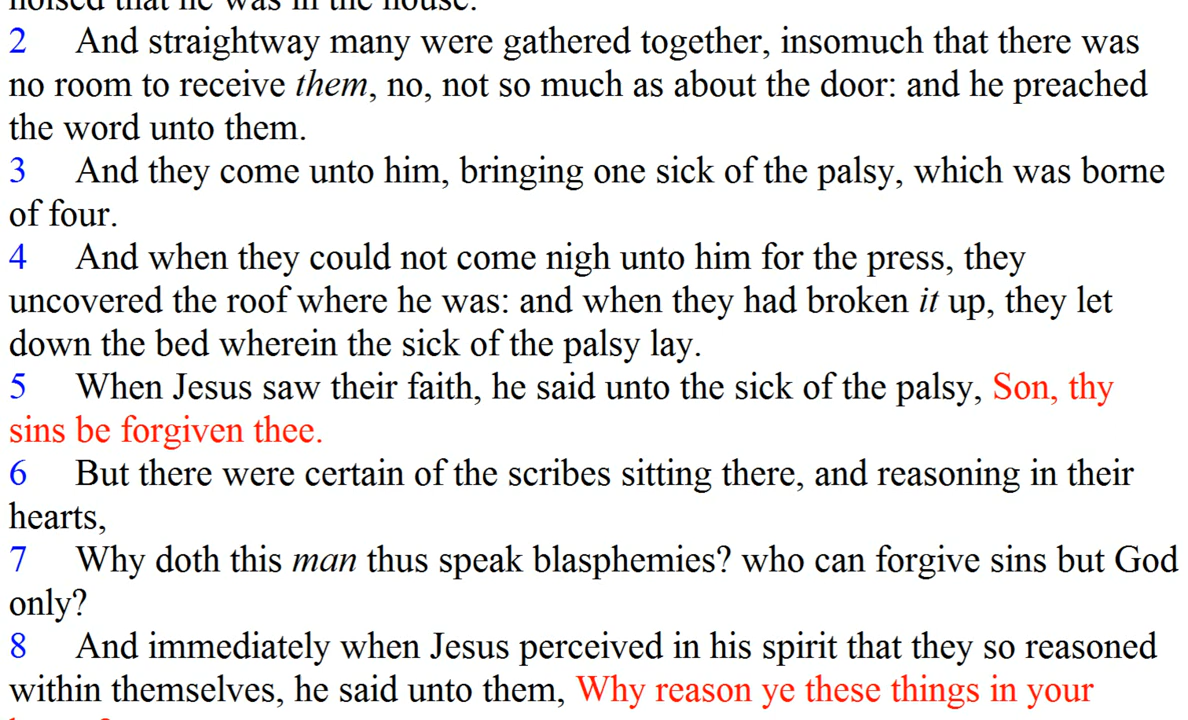 noised that he was in the house.
2 And straightway many were gathered together, insomuch that there was
no room to receive them, no, not so much as about the door: and he preached
the word unto them.
3 And they come unto him, bringing one sick of the palsy, which was borne
of four.
4 And when they could not come nigh unto him for the press, they
uncovered the roof where he was: and when they had broken it up, they let
down the bed wherein the sick of the palsy lay.
5 When Jesus saw their faith, he said unto the sick of the palsy, Son, thy
sins be forgiven thee.
6 But there were certain of the scribes sitting there, and reasoning in their
hearts,
7 Why doth this man thus speak blasphemies? who can forgive sins but God
only?
8 And immediately when Jesus perceived in his spirit that they so reasoned
within themselves, he said unto them, Why reason ye these things in your